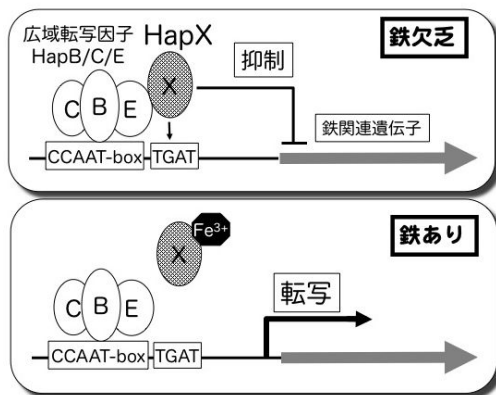 広域転写因子
HapB/C/E
HapX
抑制
鉄欠乏
X
C B E
鉄関連遺伝子
CCAAT-box TGAT
Fe³⁺
X
鉄あり
C B E
転写
CCAAT-box TGAT